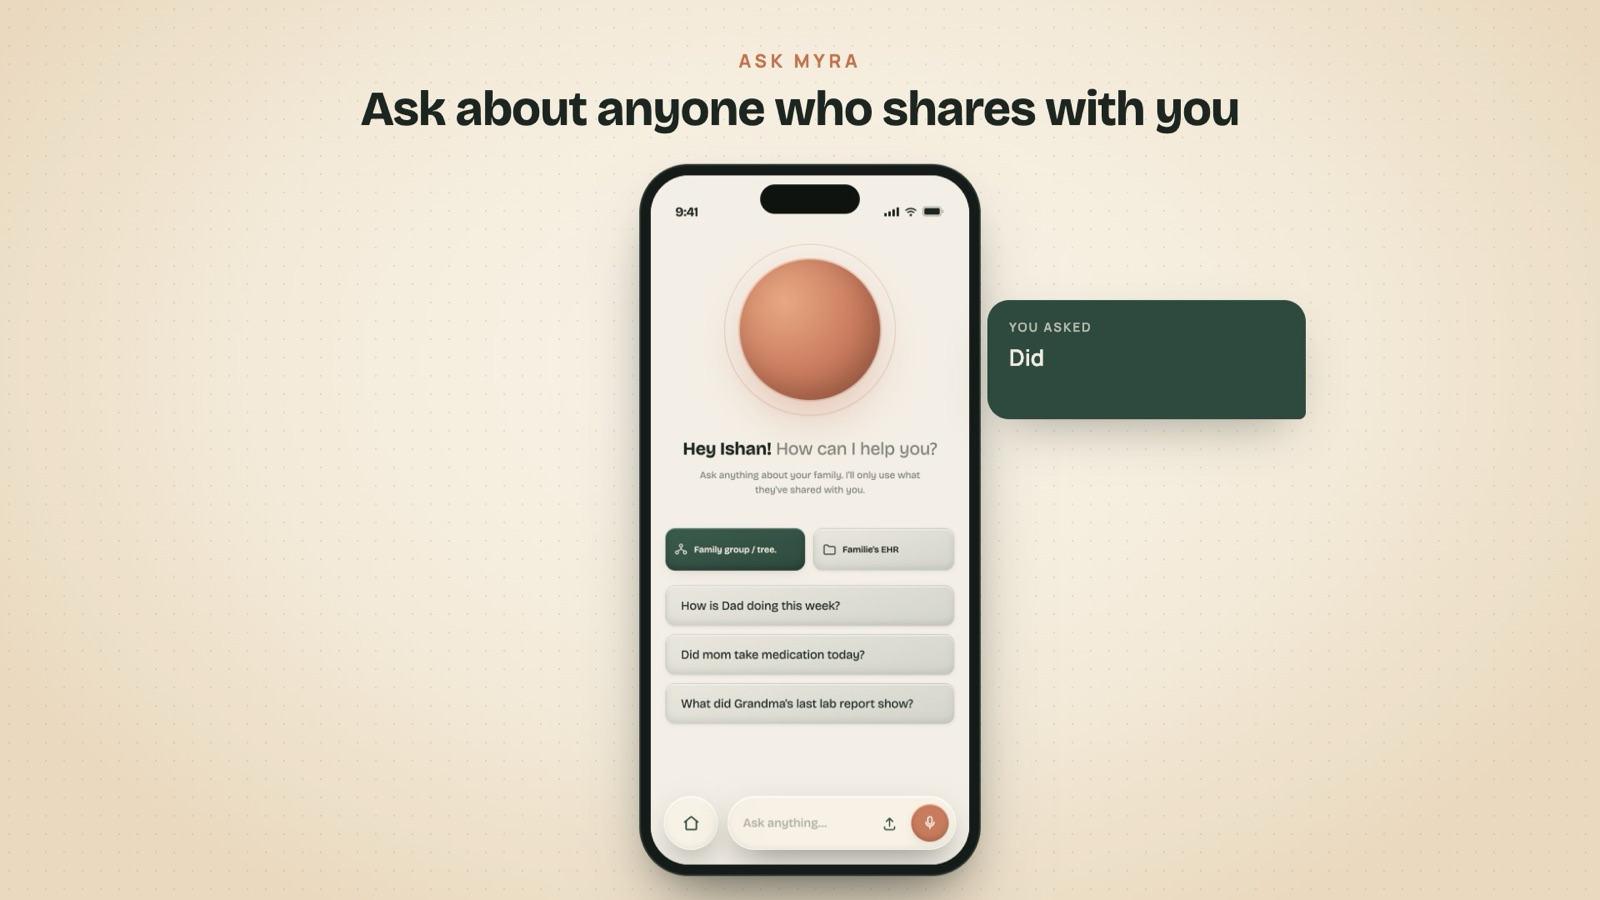 ASK MYRA
Ask about anyone who shares with you
9:41
YOU ASKED
Did
Hey Ishan! How can I help you?
Ask anything about your family. I'll only use what
they've shared with you.
Family group / tree.
Familie's EHR
How is Dad doing this week?
Did mom take medication today?
What did Grandma's last lab report show?
Ask anything...